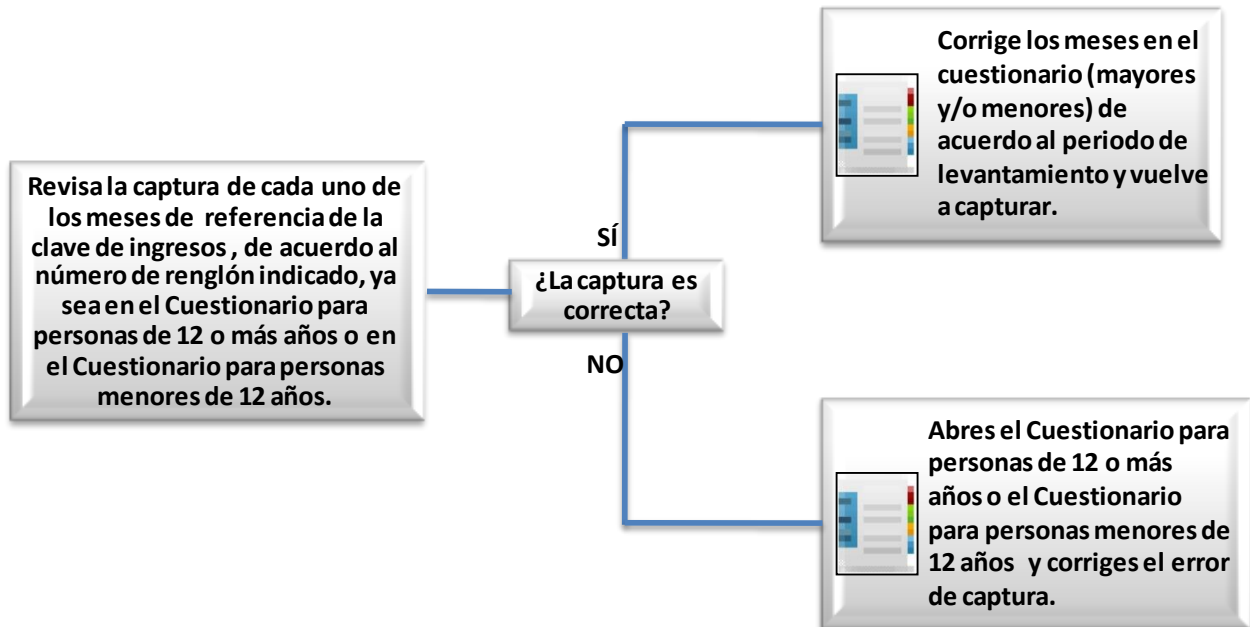 Revisa la captura de cada uno de
los meses de referencia de la
clave de ingresos , de acuerdo al
número de renglón indicado, ya
sea en el Cuestionario para
personas de 12 o más años o en
el Cuestionario para personas
menores de 12 años.
¿La captura es
correcta?
SÍ
Corrige los meses en el
cuestionario (mayores
y/o menores) de
acuerdo al periodo de
levantamiento y vuelve
a capturar.
NO
Abres el Cuestionario para
personas de 12 o más
años o el Cuestionario
para personas menores de
12 años y corriges el error
de captura.